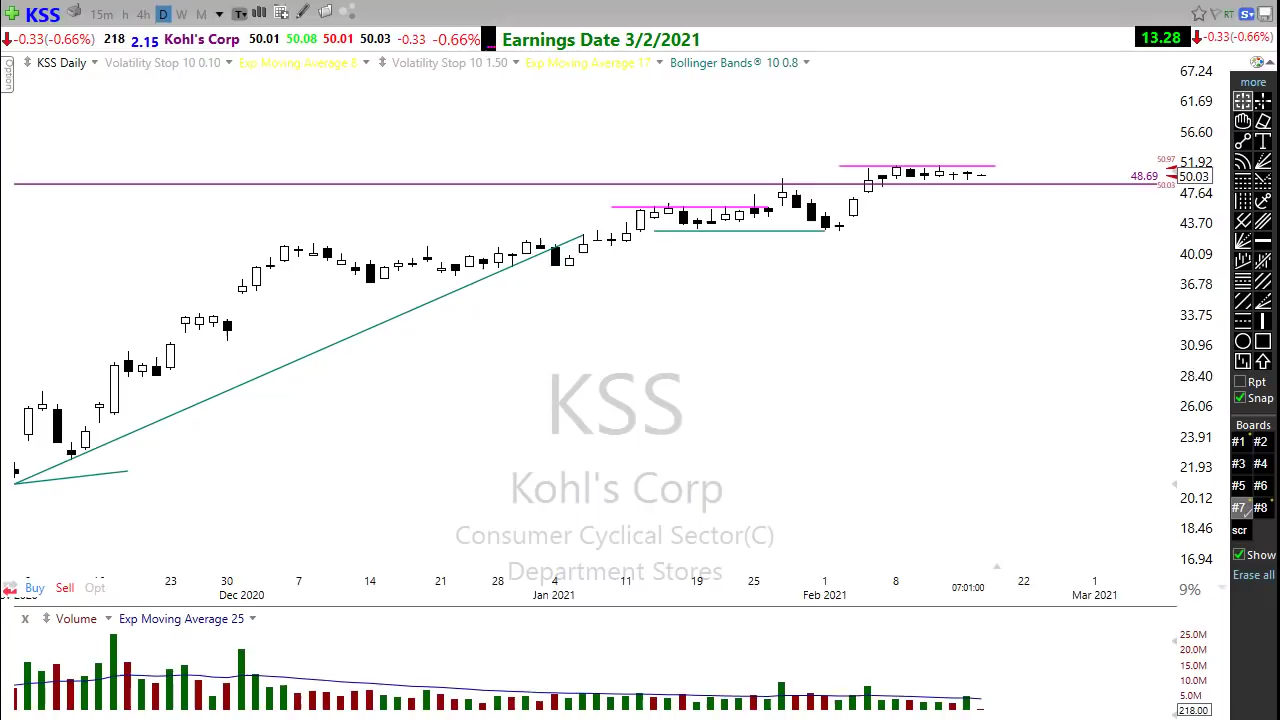 KSS 15m h 4h D W M T RT S
-0.33(-0.66%) 218 2.15 Kohl's Corp 50.01 50.08 50.01 50.03 -0.33 -0.66% Earnings Date 3/2/2021 13.28 -0.33(-0.66%)
Option
KSS Daily Volatility Stop 10 0.10 Exp Moving Average 8 Volatility Stop 10 1.50 Exp Moving Average 17 Bollinger Bands® 10 0.8
67.24
61.69
56.60
51.92
50.97
48.69
50.03
50.03
47.64
43.70
40.09
36.78
33.75
30.96
28.40
26.06
23.91
21.93
20.12
18.46
16.94
KSS
Kohl's Corp
Consumer Cyclical Sector(C)
Department Stores
Buy Sell Opt
23 30 7 14 21 28 4 11 19 25 1 8 07:01:00 22 1
Dec 2020 Jan 2021 Feb 2021 Mar 2021
9%
X Volume Exp Moving Average 25
25.0M
20.0M
15.0M
10.0M
5.0M
218.00
more
T
Rpt
Snap
Boards
#1 #2
#3 #4
#5 #6
#7 #8
scr
Show
Erase all